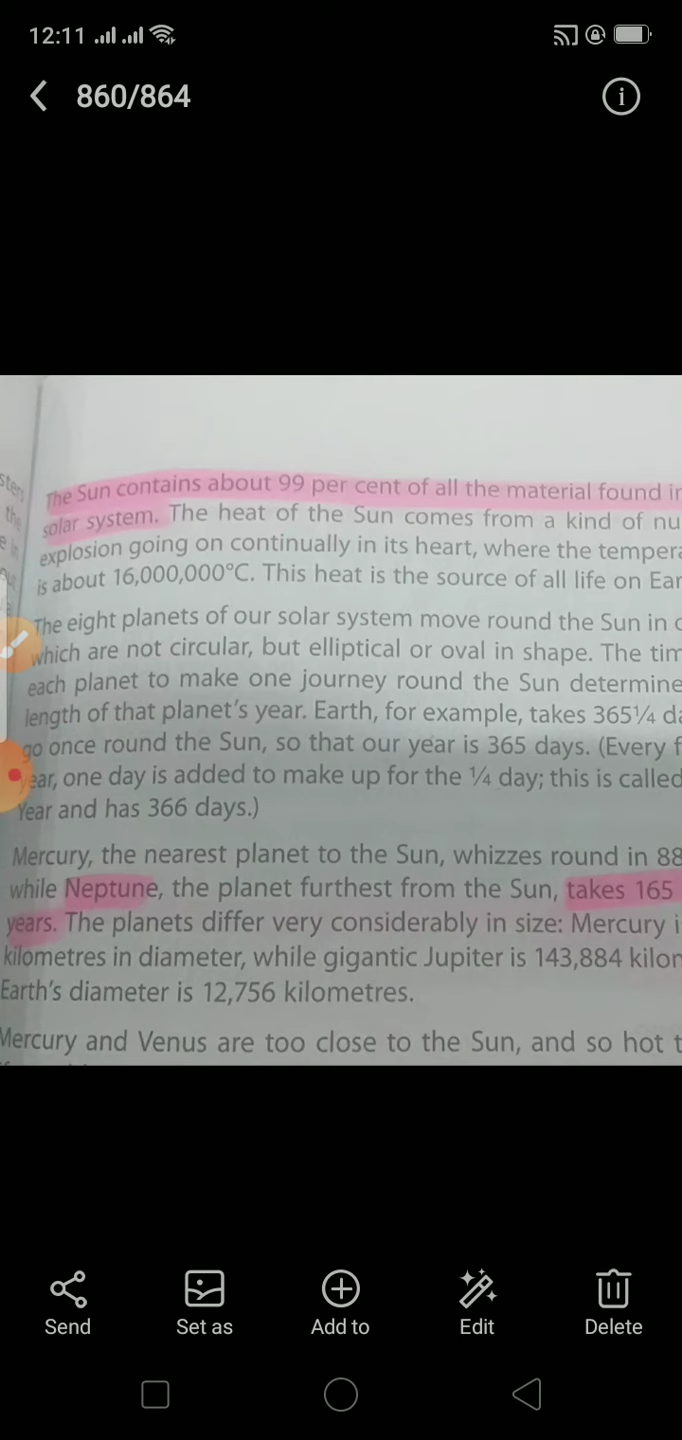 12:11
860/864
The Sun contains about 99 per cent of all the material found in
solar system. The heat of the Sun comes from a kind of nu
explosion going on continually in its heart, where the tempera
is about 16,000,000°C. This heat is the source of all life on Ear
The eight planets of our solar system move round the Sun in o
which are not circular, but elliptical or oval in shape. The tim
each planet to make one journey round the Sun determine
length of that planet's year. Earth, for example, takes 365¼ da
go once round the Sun, so that our year is 365 days. (Every f
year, one day is added to make up for the ¼ day; this is called
Year and has 366 days.)
Mercury, the nearest planet to the Sun, whizzes round in 88
while Neptune, the planet furthest from the Sun, takes 165
years. The planets differ very considerably in size: Mercury i
kilometres in diameter, while gigantic Jupiter is 143,884 kilom
Earth's diameter is 12,756 kilometres.
Mercury and Venus are too close to the Sun, and so hot t
Send Set as Add to Edit Delete